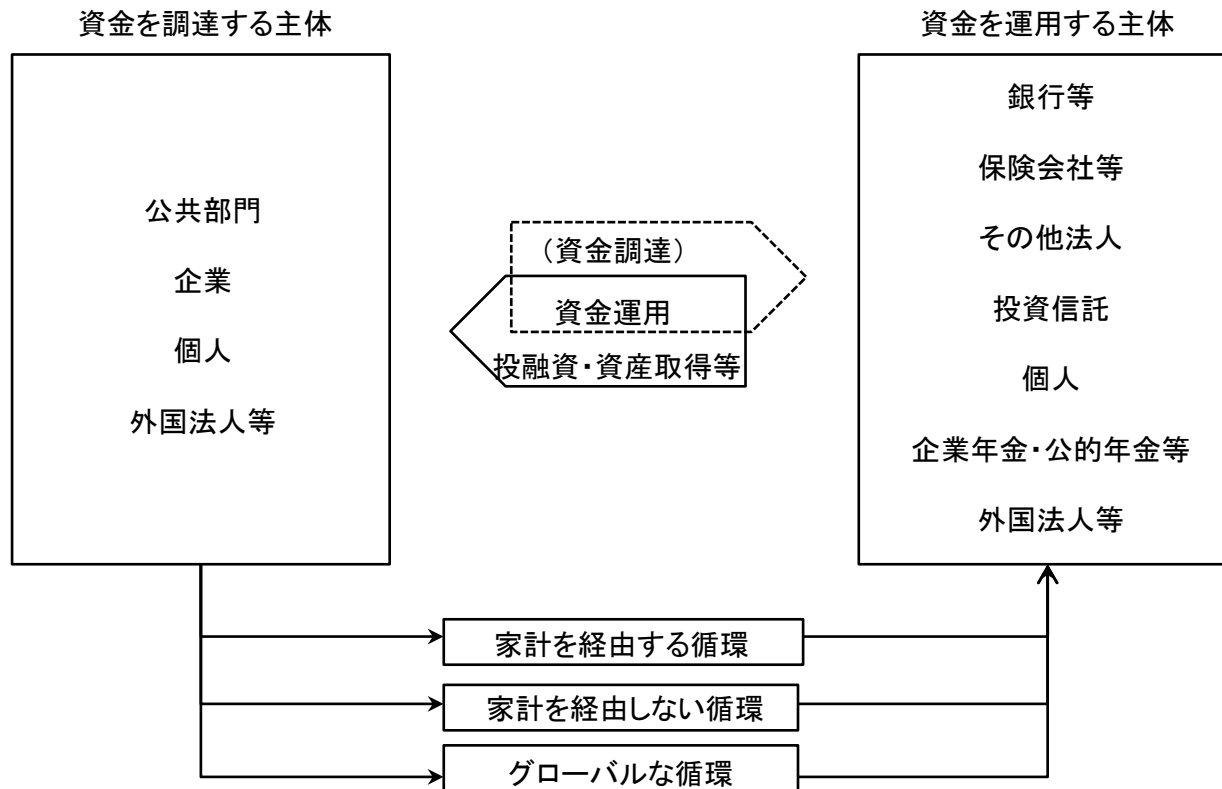 資金を調達する主体
資金を運用する主体
公共部門
企業
個人
外国法人等
（資金調達）
資金運用
投融資・資産取得等
銀行等
保険会社等
その他法人
投資信託
個人
企業年金・公的年金等
外国法人等
家計を経由する循環
家計を経由しない循環
グローバルな循環